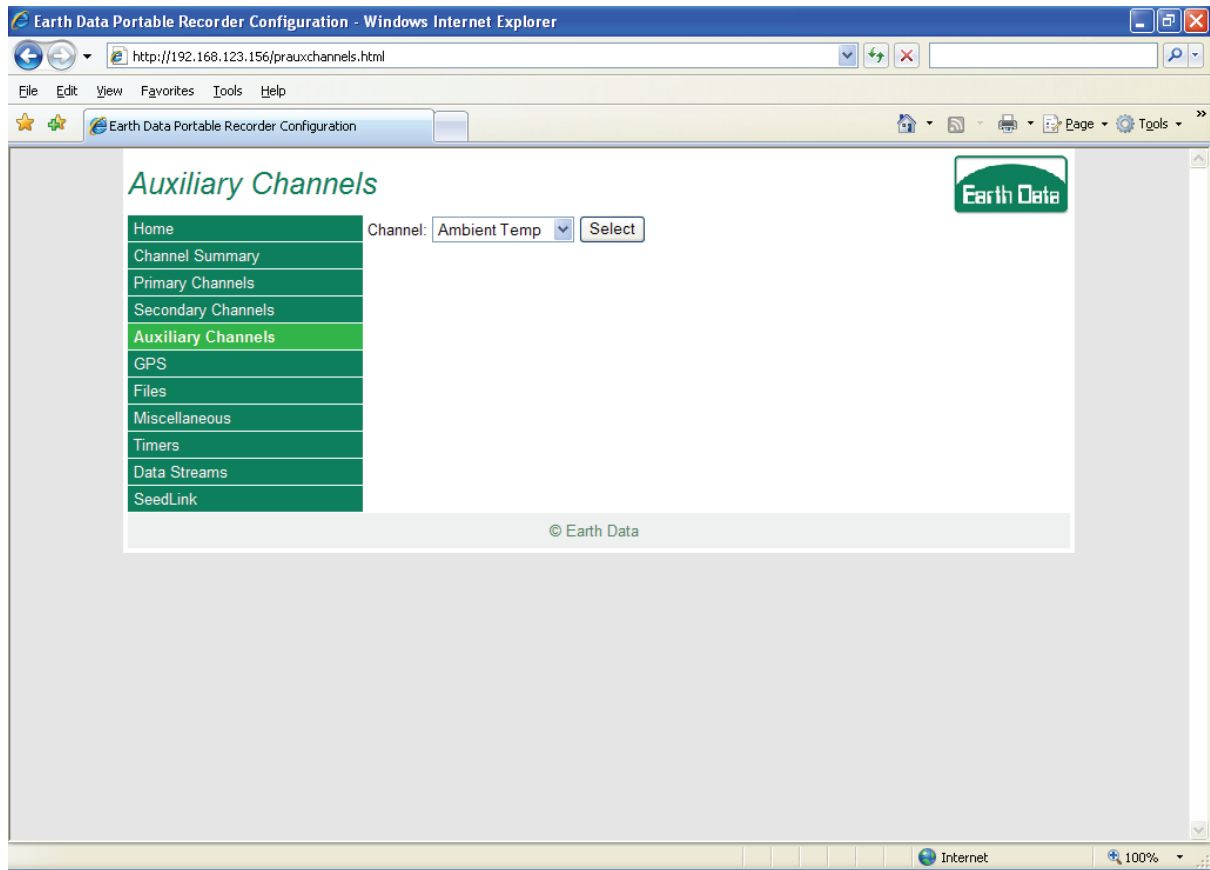 Earth Data Portable Recorder Configuration - Windows Internet Explorer
http://192.168.123.156/prauxchannels.html
File Edit View Favorites Tools Help
Earth Data Portable Recorder Configuration
Page Tools »
Auxiliary Channels
Earth Data
Home
Channel: Ambient Temp Select
Channel Summary
Primary Channels
Secondary Channels
Auxiliary Channels
GPS
Files
Miscellaneous
Timers
Data Streams
SeedLink
© Earth Data
Internet 100%